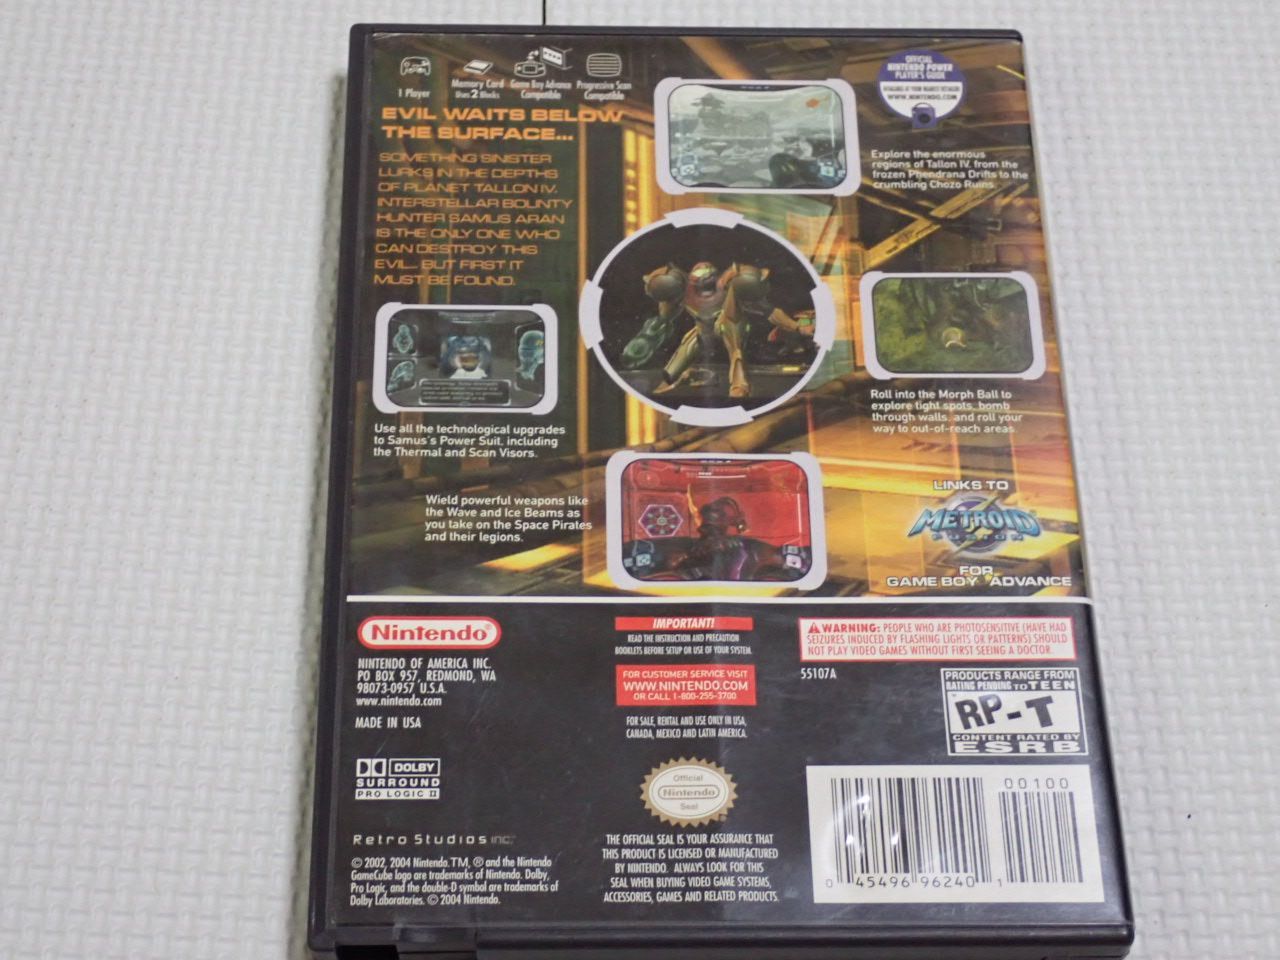 1 Player
Memory Card
Uses 2 Blocks
Game Boy Advance
Compatible
Progressive Scan
Compatible
OFFICIAL
NINTENDO POWER
PLAYER'S GUIDE
AVAILABLE AT YOUR NEAREST RETAILER!
WWW.NINTENDO.COM
EVIL WAITS BELOW
THE SURFACE...
SOMETHING SINISTER
LURKS IN THE DEPTHS
OF PLANET TALLON IV.
INTERSTELLAR BOUNTY
HUNTER SAMUS ARAN
IS THE ONLY ONE WHO
CAN DESTROY THIS
EVIL... BUT FIRST IT
MUST BE FOUND.
Explore the enormous
regions of Tallon IV, from the
frozen Phendrana Drifts to the
crumbling Chozo Ruins.
Roll into the Morph Ball to
explore tight spots, bomb
through walls, and roll your
way to out-of-reach areas.
Use all the technological upgrades
to Samus's Power Suit, including
the Thermal and Scan Visors.
Wield powerful weapons like
the Wave and Ice Beams as
you take on the Space Pirates
and their legions.
LINKS TO
METROID
FUSION
FOR
GAME BOY ADVANCE
Nintendo
NINTENDO OF AMERICA INC.
PO BOX 957, REDMOND, WA
98073-0957 U.S.A.
www.nintendo.com
MADE IN USA
IMPORTANT!
READ THE INSTRUCTION AND PRECAUTION
BOOKLETS BEFORE SETUP OR USE OF YOUR SYSTEM.
FOR CUSTOMER SERVICE VISIT
WWW.NINTENDO.COM
OR CALL 1-800-255-3700
FOR SALE, RENTAL AND USE ONLY IN USA,
CANADA, MEXICO AND LATIN AMERICA.
WARNING: PEOPLE WHO ARE PHOTOSENSITIVE (HAVE HAD
SEIZURES INDUCED BY FLASHING LIGHTS OR PATTERNS) SHOULD
NOT PLAY VIDEO GAMES WITHOUT FIRST SEEING A DOCTOR.
55107A
PRODUCTS RANGE FROM
RATING PENDING TO TEEN
RP-T
CONTENT RATED BY
ESRB
DOLBY
SURROUND
PRO LOGIC II
Official
Nintendo
Seal
THE OFFICIAL SEAL IS YOUR ASSURANCE THAT
THIS PRODUCT IS LICENSED OR MANUFACTURED
BY NINTENDO. ALWAYS LOOK FOR THIS
SEAL WHEN BUYING VIDEO GAME SYSTEMS,
ACCESSORIES, GAMES AND RELATED PRODUCTS.
Retro Studios INC.
© 2002, 2004 Nintendo. TM, ® and the Nintendo
GameCube logo are trademarks of Nintendo. Dolby,
Pro Logic, and the double-D symbol are trademarks of
Dolby Laboratories. © 2004 Nintendo.
00100
0 45496 96240 1